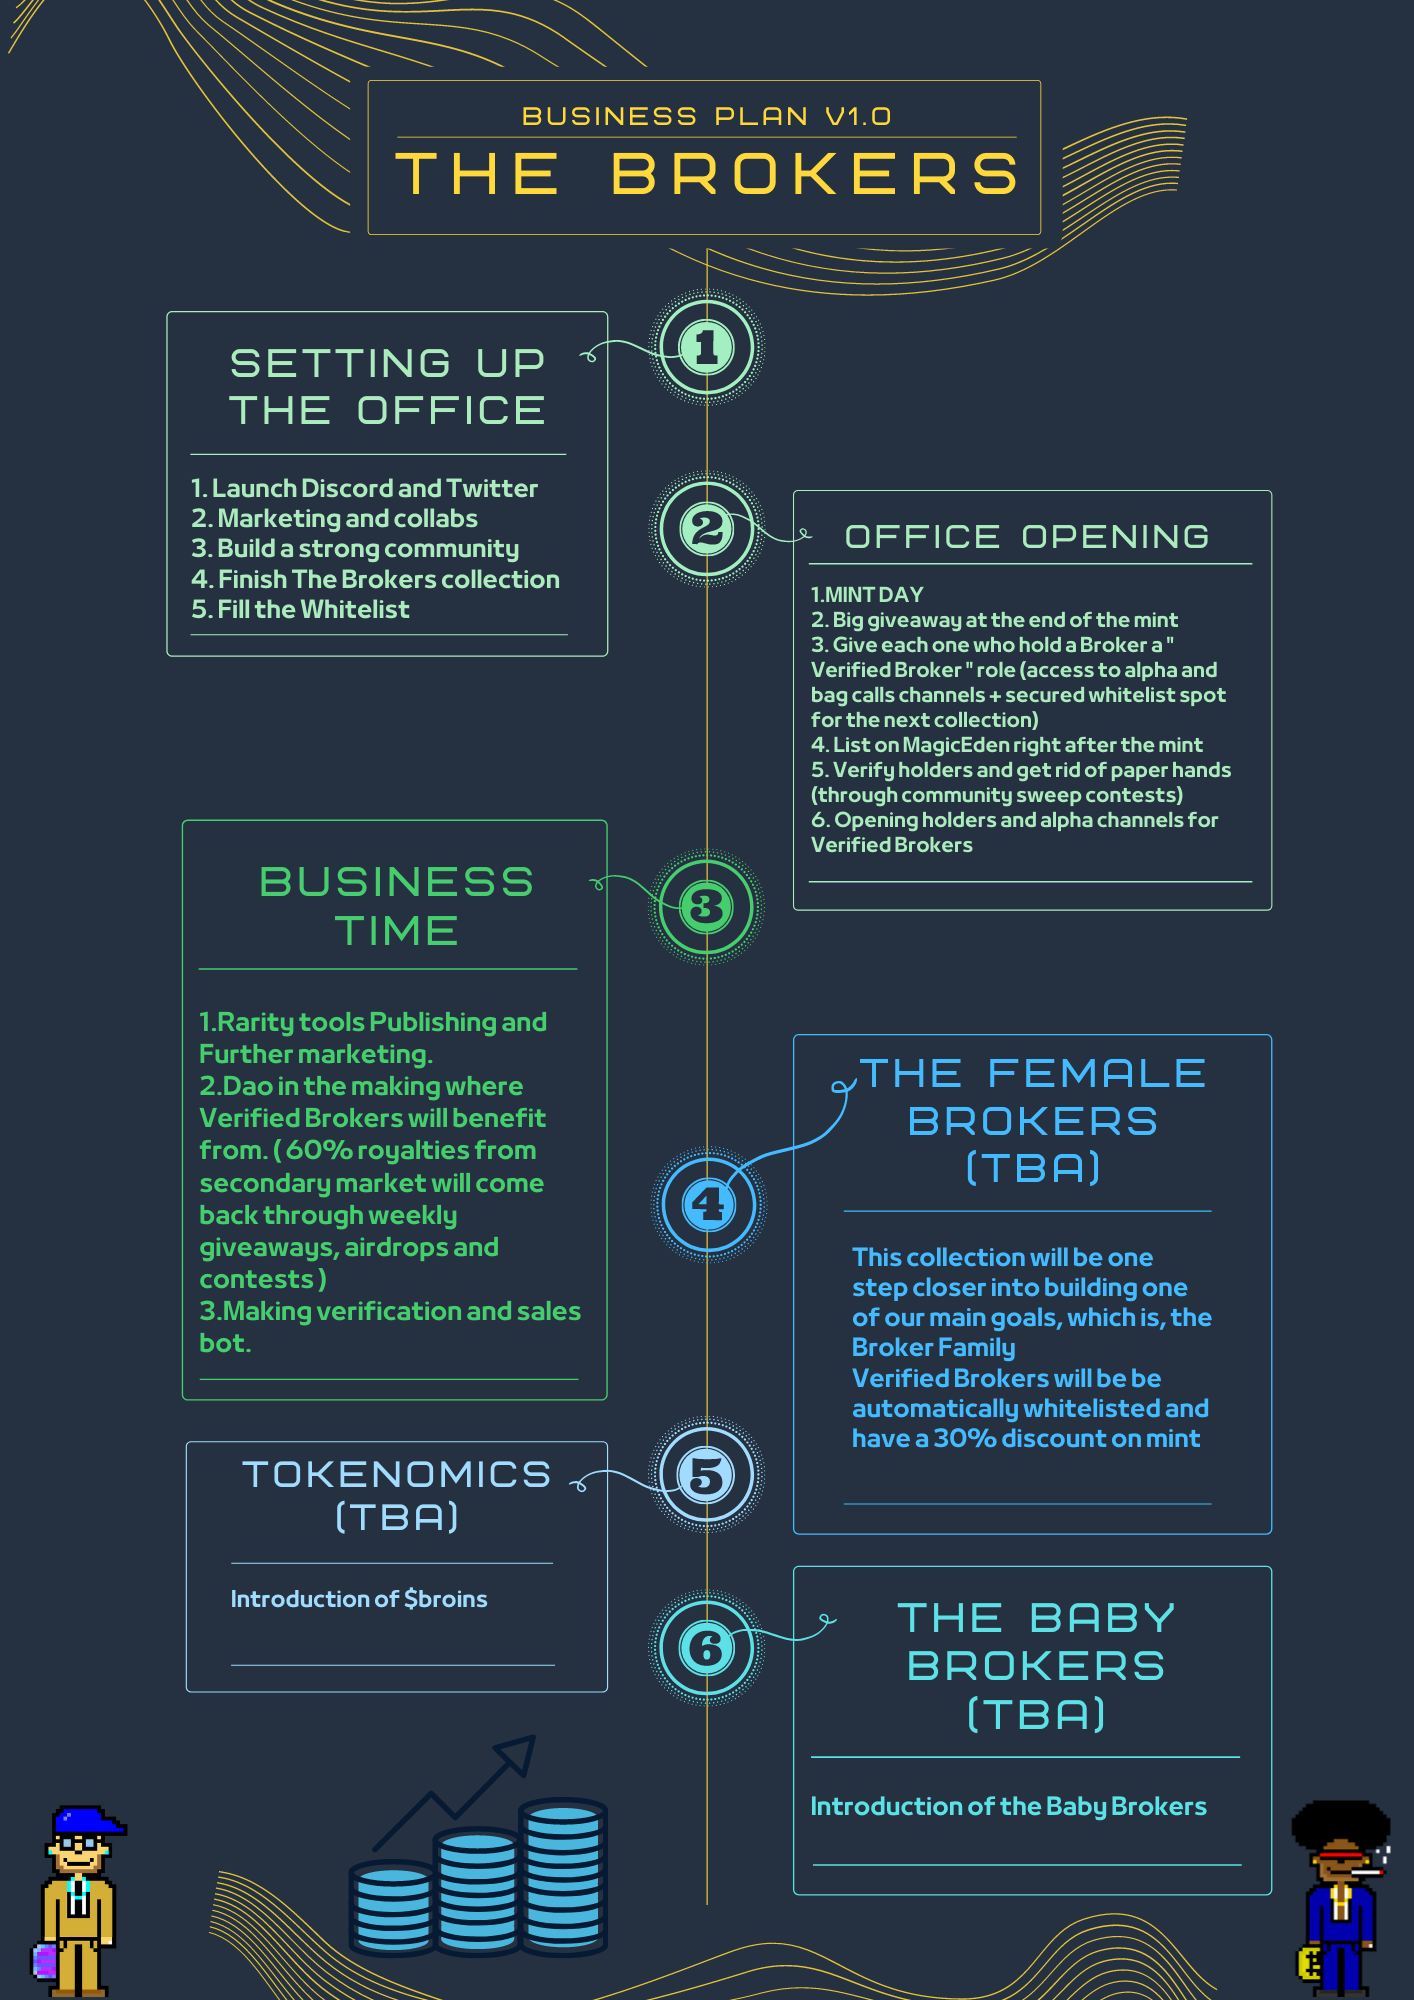 BUSINESS PLAN V1.0
THE BROKERS
1
SETTING UP
THE OFFICE
1. Launch Discord and Twitter
2. Marketing and collabs
3. Build a strong community
4. Finish The Brokers collection
5. Fill the Whitelist
2
OFFICE OPENING
1.MINT DAY
2. Big giveaway at the end of the mint
3. Give each one who hold a Broker a "
Verified Broker " role (access to alpha and
bag calls channels + secured whitelist spot
for the next collection)
4. List on MagicEden right after the mint
5. Verify holders and get rid of paper hands
(through community sweep contests)
6. Opening holders and alpha channels for
Verified Brokers
3
BUSINESS
TIME
1.Rarity tools Publishing and
Further marketing.
2.Dao in the making where
Verified Brokers will benefit
from. ( 60% royalties from
secondary market will come
back through weekly
giveaways, airdrops and
contests )
3.Making verification and sales
bot.
4
THE FEMALE
BROKERS
(TBA)
This collection will be one
step closer into building one
of our main goals, which is, the
Broker Family
Verified Brokers will be be
automatically whitelisted and
have a 30% discount on mint
5
TOKENOMICS
(TBA)
Introduction of $broins
6
THE BABY
BROKERS
(TBA)
Introduction of the Baby Brokers